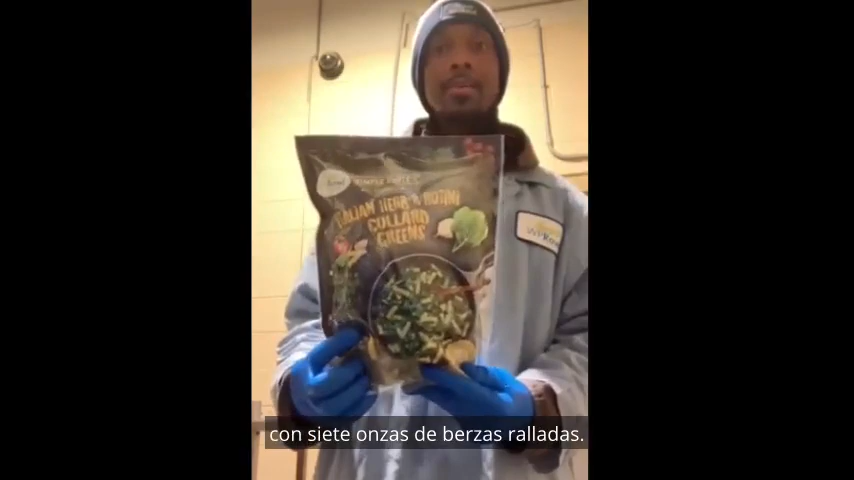 ITALIAN HERB & ROTINI
COLLARD
GREENS
con siete onzas de berzas ralladas.